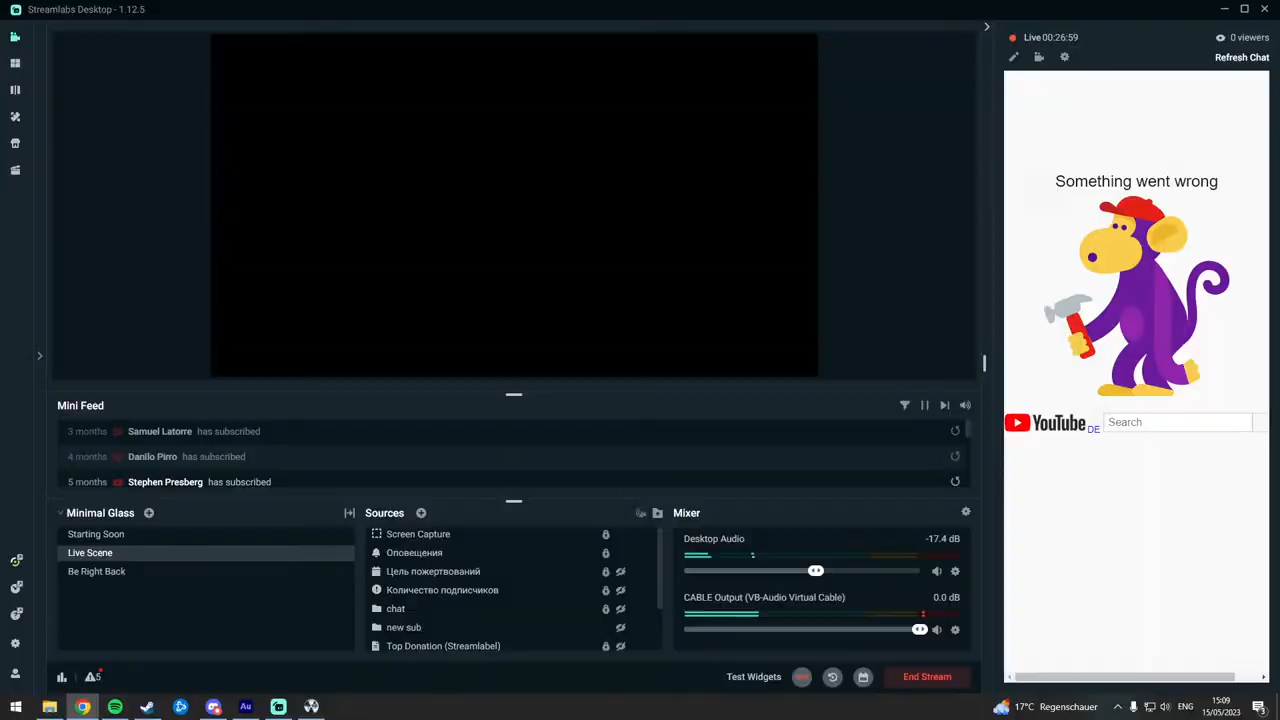 Streamlabs Desktop - 1.12.5
Live 00:26:59
0 viewers
Refresh Chat
Something went wrong
YouTube DE
Search
Mini Feed
3 months Samuel Latorre has subscribed
4 months Danilo Pirro has subscribed
5 months Stephen Presberg has subscribed
Minimal Glass
Starting Soon
Live Scene
Be Right Back
Sources
Screen Capture
Оповещения
Цель пожертвований
Количество подписчиков
chat
new sub
Top Donation (Streamlabel)
Mixer
Desktop Audio -17.4 dB
CABLE Output (VB-Audio Virtual Cable) 0.0 dB
5
Test Widgets
End Stream
Au
17°C Regenschauer
ENG
15:09
15/05/2023
3